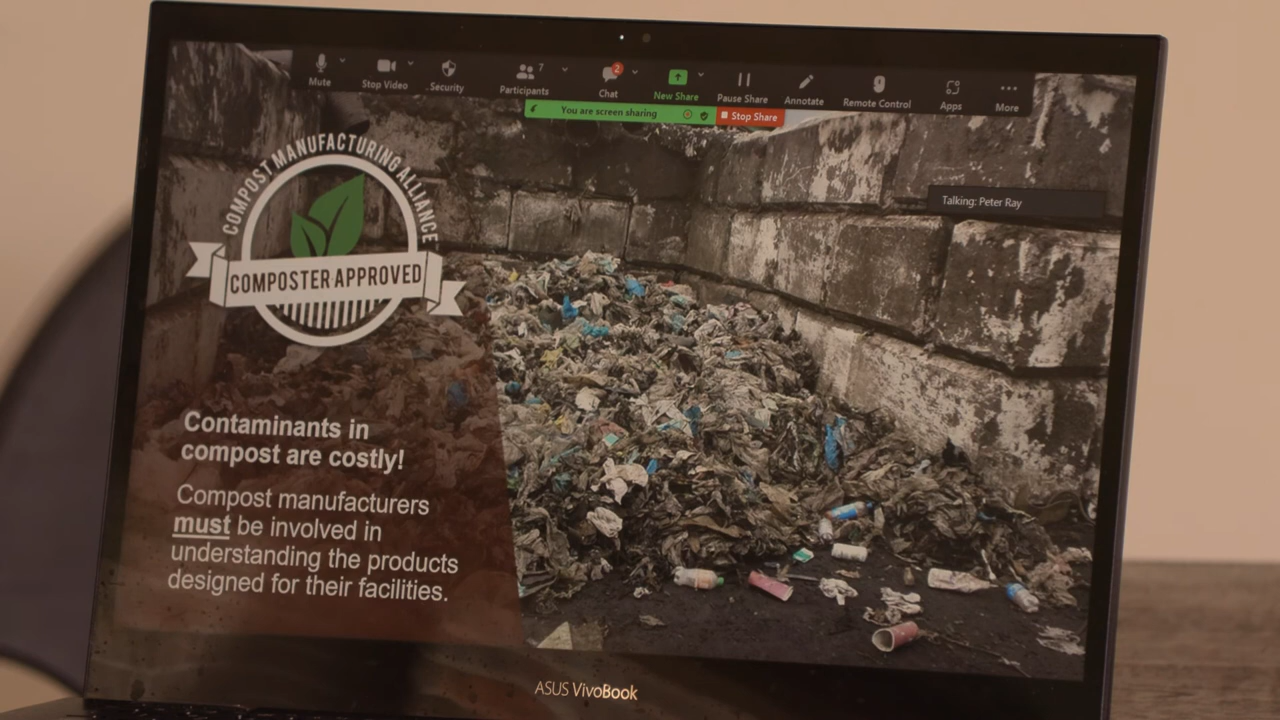 Mute
Stop Video
Security
Participants
7
Chat
2
New Share
Pause Share
Annotate
Remote Control
Apps
More
You are screen sharing
Stop Share
Talking: Peter Ray
COMPOST MANUFACTURING ALLIANCE
COMPOSTER APPROVED
Contaminants in
compost are costly!
Compost manufacturers
must be involved in
understanding the products
designed for their facilities.
ASUS VivoBook